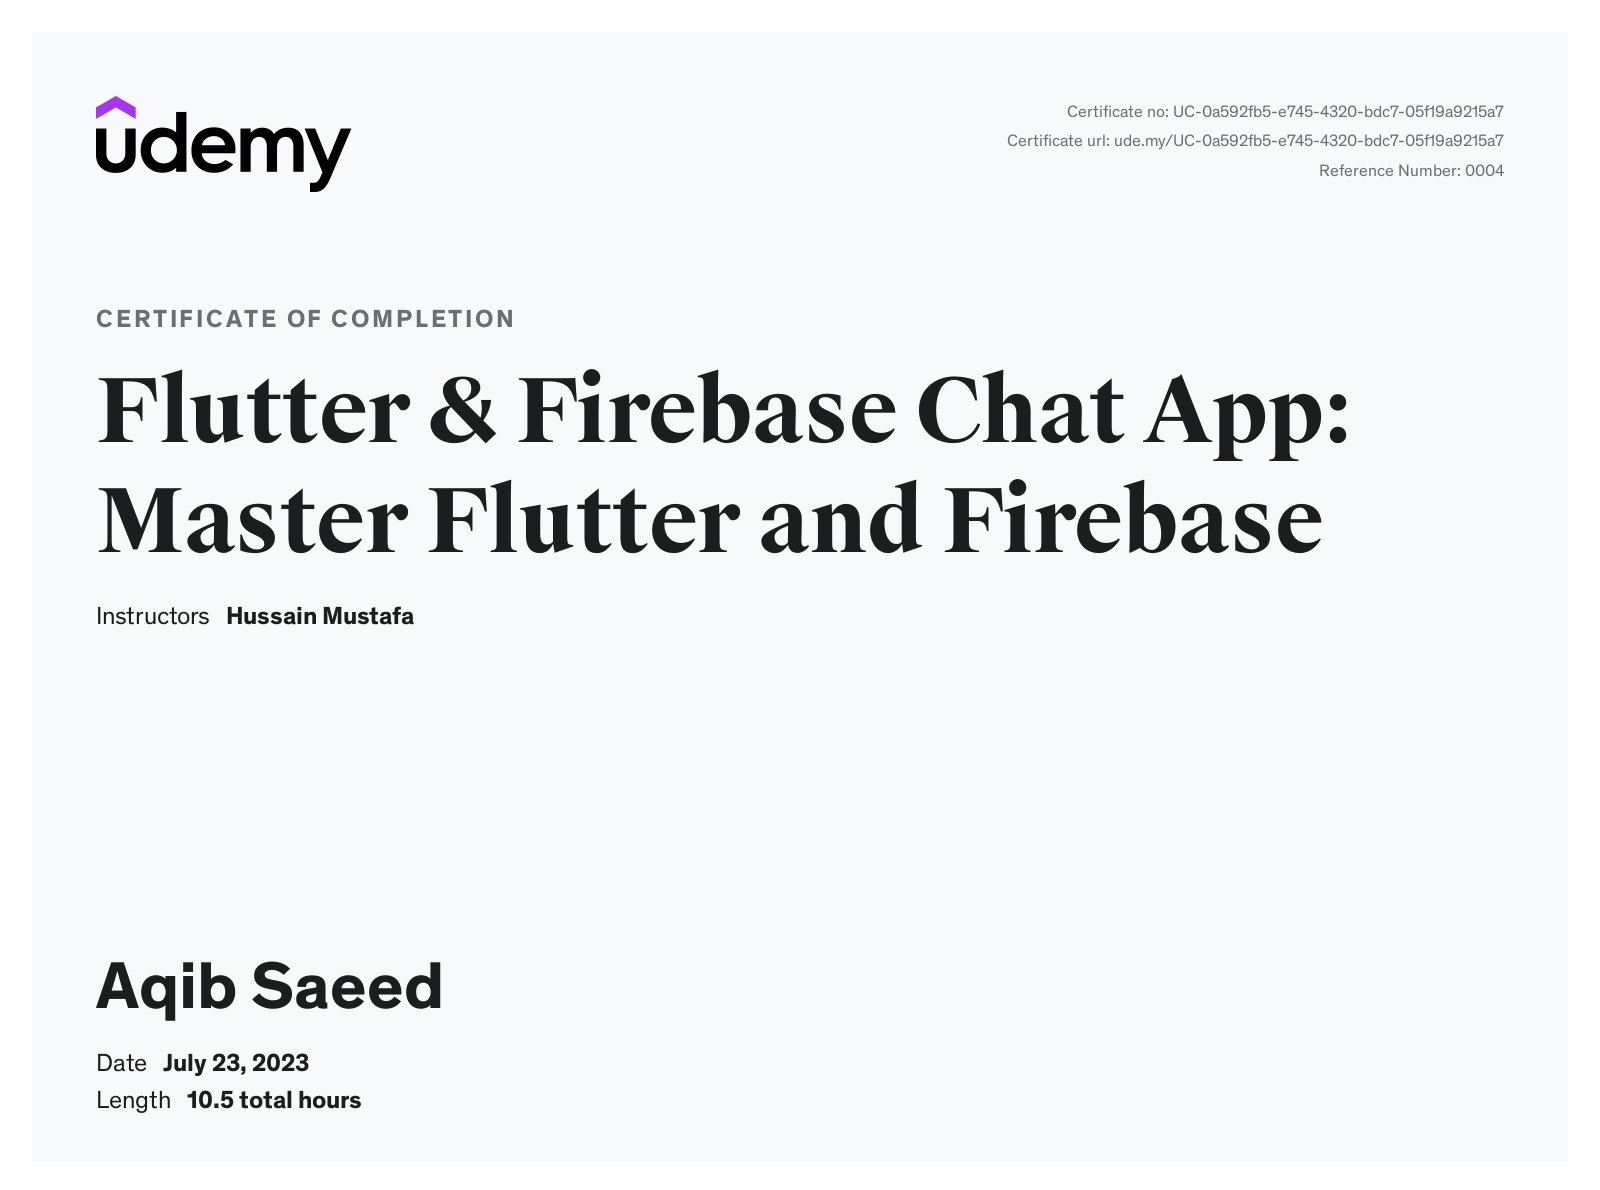 udemy
Certificate no: UC-0a592fb5-e745-4320-bdc7-05f19a9215a7
Certificate url: ude.my/UC-0a592fb5-e745-4320-bdc7-05f19a9215a7
Reference Number: 0004
CERTIFICATE OF COMPLETION
Flutter & Firebase Chat App:
Master Flutter and Firebase
Instructors Hussain Mustafa
Aqib Saeed
Date July 23, 2023
Length 10.5 total hours